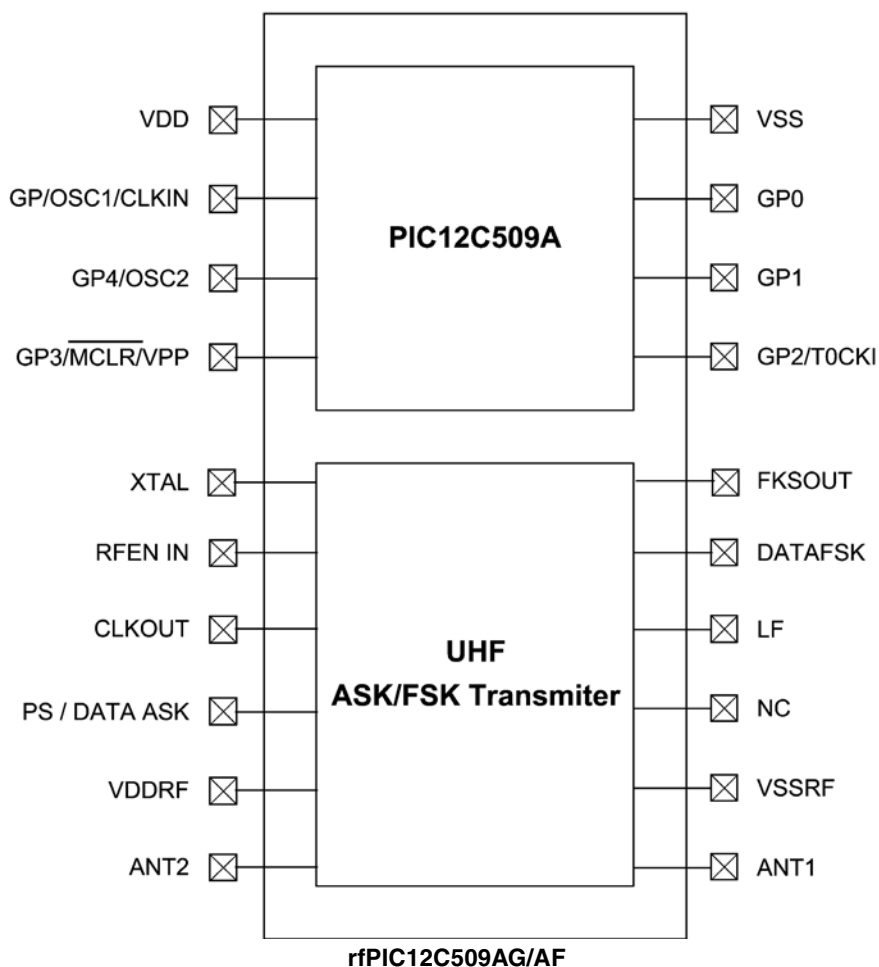 VDD
VSS
GP/OSC1/CLKIN
GP0
PIC12C509A
GP4/OSC2
GP1
GP3/MCLR/VPP
GP2/T0CKI
XTAL
FKSOUT
RFEN IN
DATAFSK
CLKOUT
LF
UHF
ASK/FSK Transmiter
PS / DATA ASK
NC
VDDRF
VSSRF
ANT2
ANT1
rfPIC12C509AG/AF